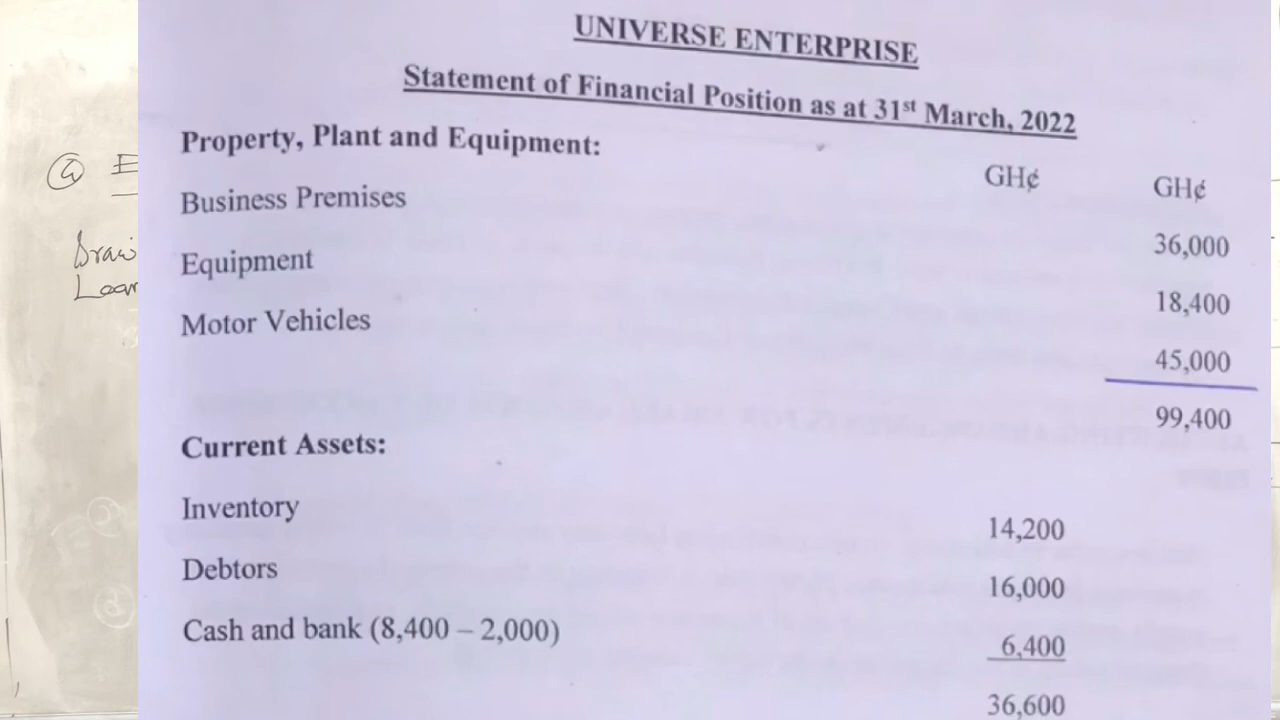 UNIVERSE ENTERPRISE
Statement of Financial Position as at 31st March, 2022
Property, Plant and Equipment:
GH¢ GH¢
Business Premises 36,000
Equipment 18,400
Motor Vehicles 45,000
99,400
Current Assets:
Inventory 14,200
Debtors 16,000
Cash and bank (8,400 – 2,000) 6,400
36,600